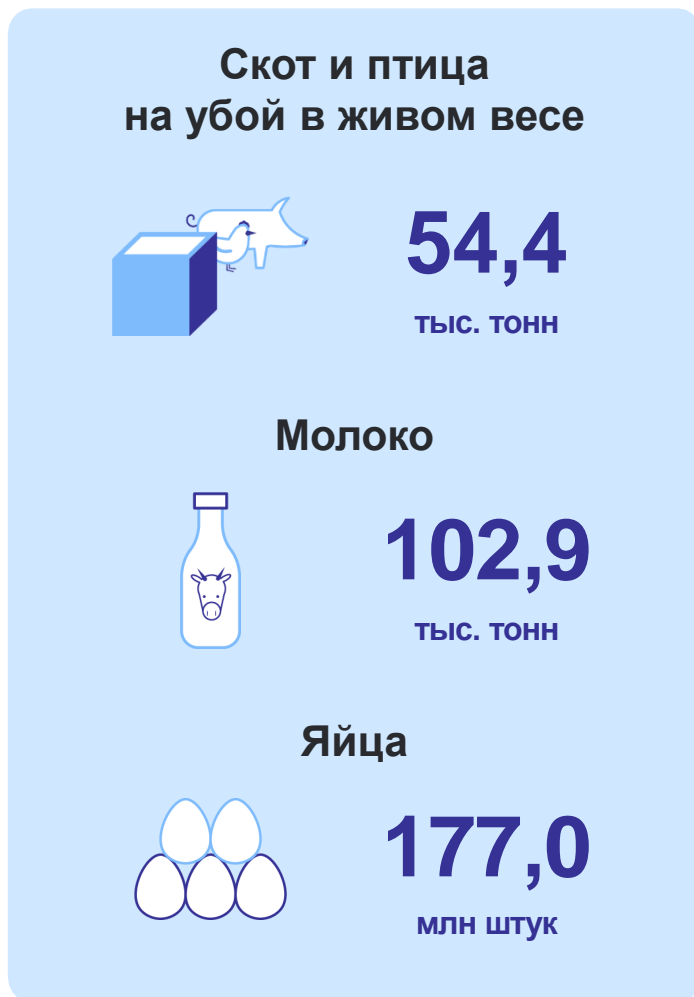 Скот и птица
на убой в живом весе
54,4
тыс. тонн
Молоко
102,9
тыс. тонн
Яйца
177,0
млн штук